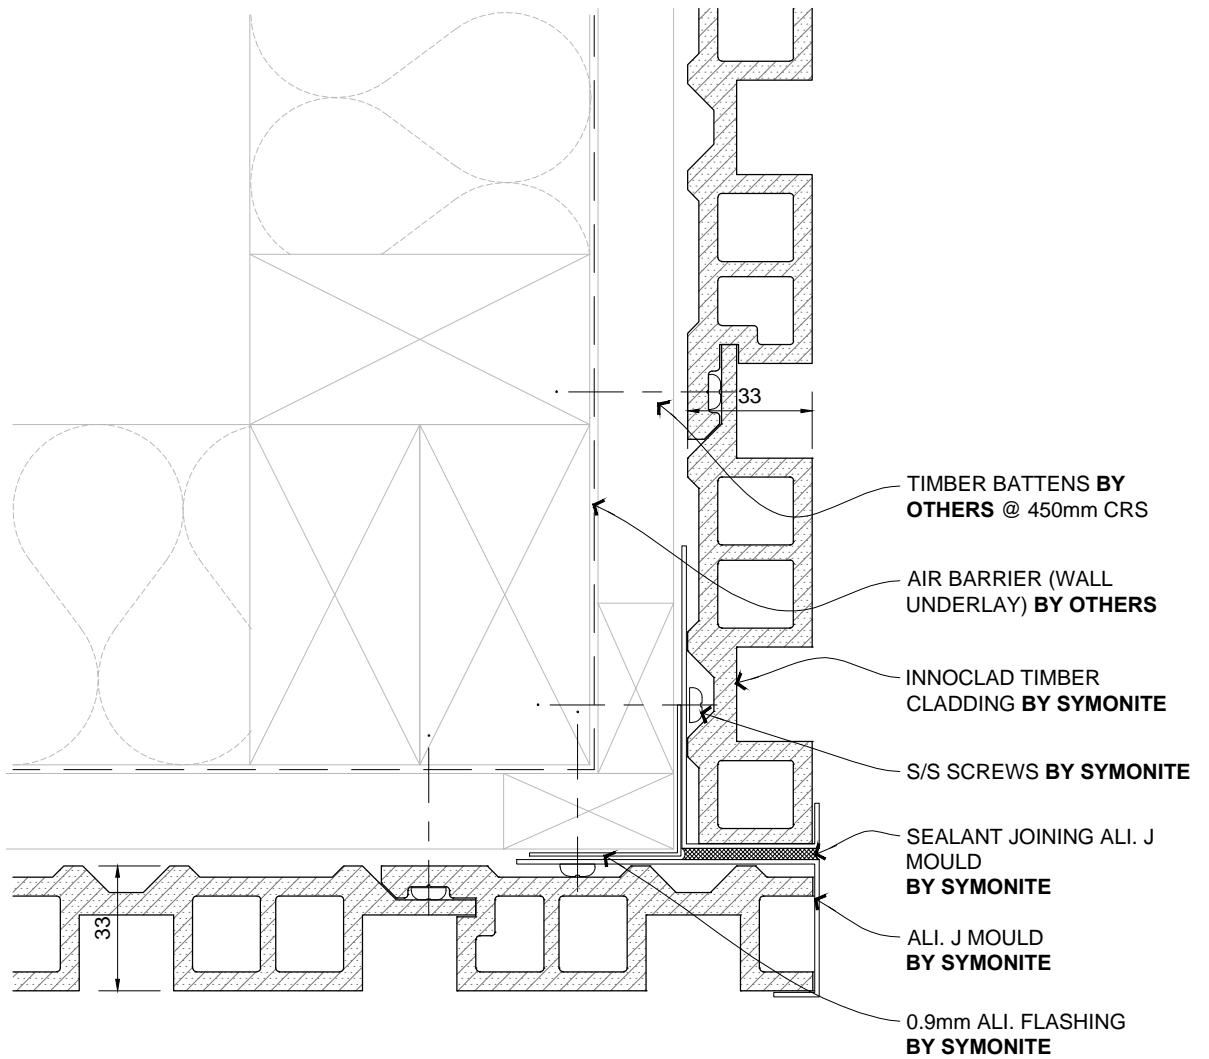 33
TIMBER BATTENS BY
OTHERS @ 450mm CRS
AIR BARRIER (WALL
UNDERLAY) BY OTHERS
INNOCLAD TIMBER
CLADDING BY SYMONITE
S/S SCREWS BY SYMONITE
SEALANT JOINING ALI. J
MOULD
BY SYMONITE
33
ALI. J MOULD
BY SYMONITE
0.9mm ALI. FLASHING
BY SYMONITE